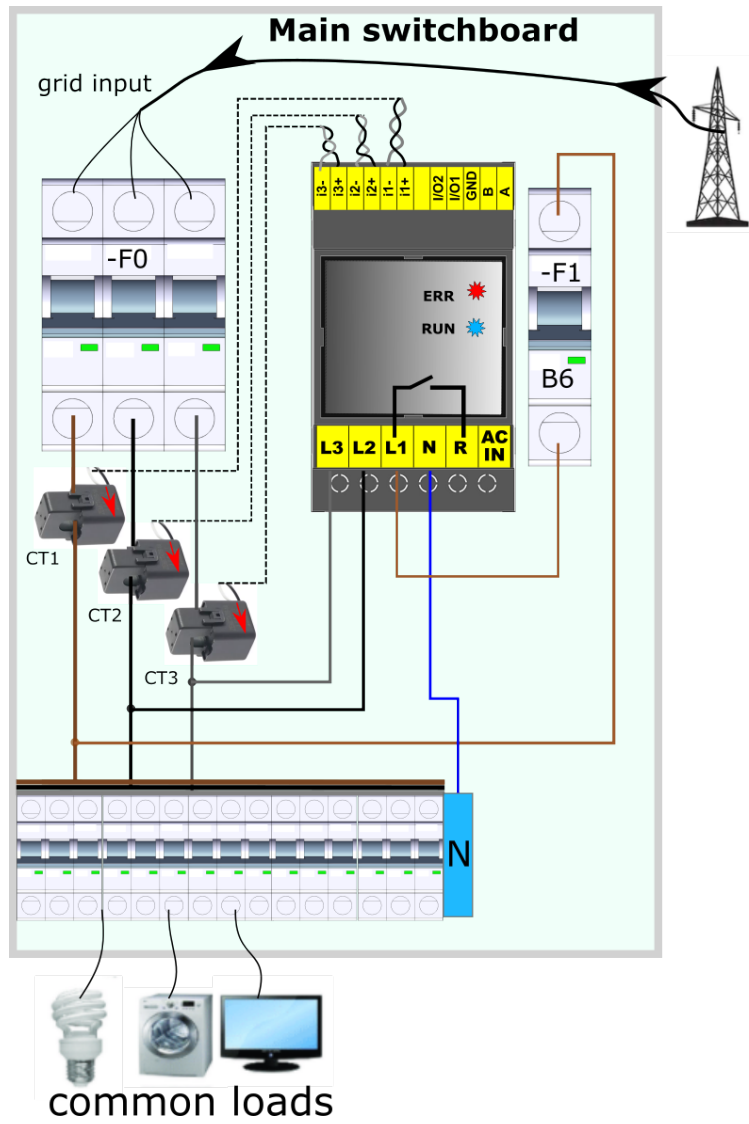 Main switchboard
grid input
i3-
i3+
i2-
i2+
i1-
i1+
I/O2
I/O1
GND
B
A
-F0
-F1
ERR
RUN
B6
L3 L2 L1 N R AC IN
CT1
CT2
CT3
N
common loads